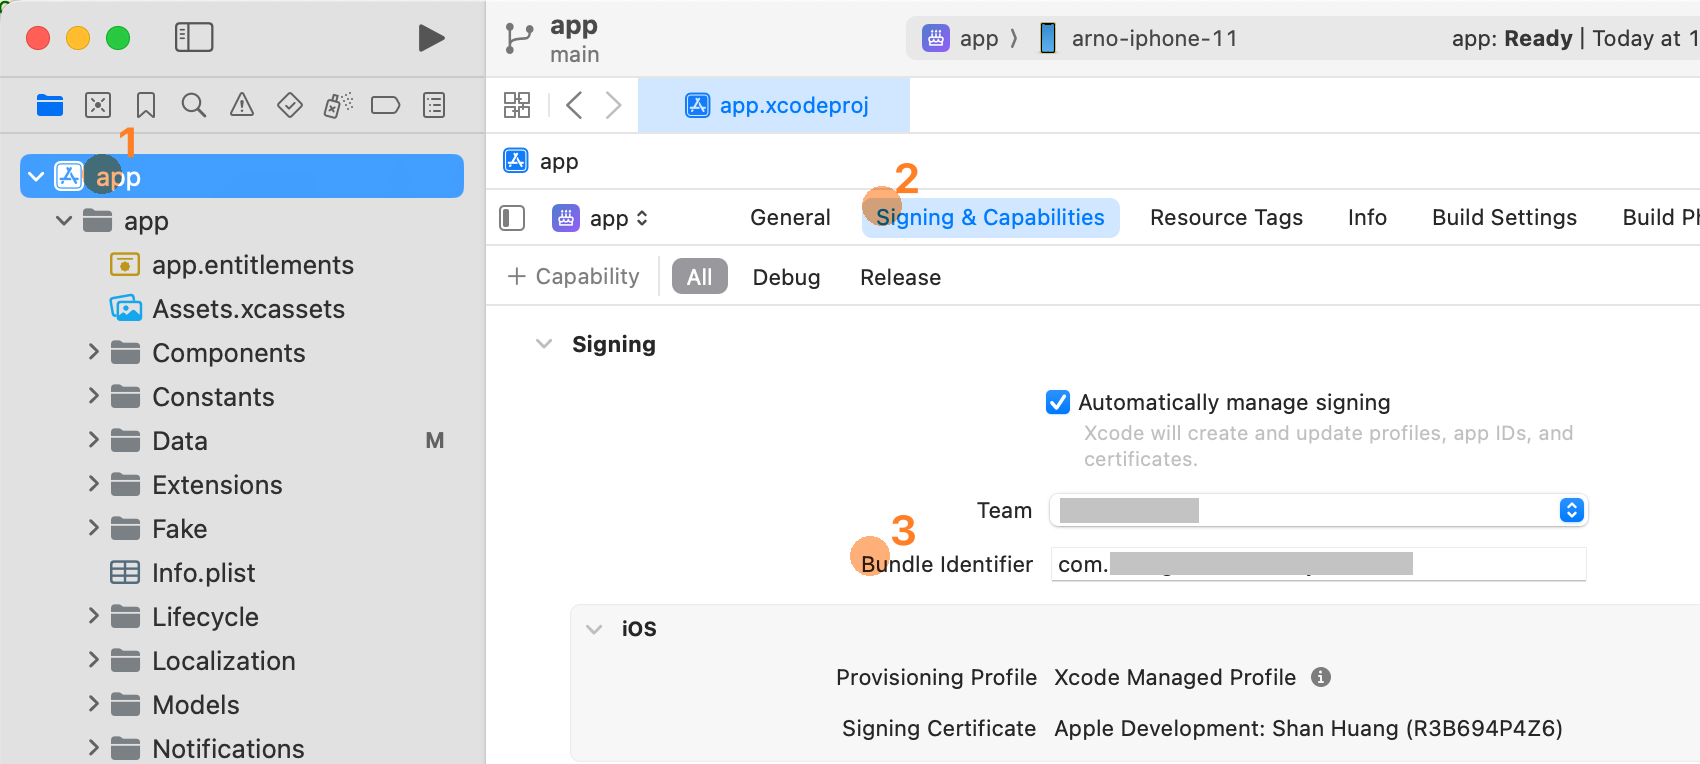 app
main
app
arno-iphone-11
app: Ready | Today at 1
app.xcodeproj
1
app
app
2
app
General
Signing & Capabilities
Resource Tags
Info
Build Settings
Build Ph
+ Capability
All
Debug
Release
app
app.entitlements
Assets.xcassets
Components
Constants
Data M
Extensions
Fake
Info.plist
Lifecycle
Localization
Models
Notifications
Signing
Automatically manage signing
Xcode will create and update profiles, app IDs, and
certificates.
Team
3
Bundle Identifier com.
iOS
Provisioning Profile Xcode Managed Profile
Signing Certificate Apple Development: Shan Huang (R3B694P4Z6)